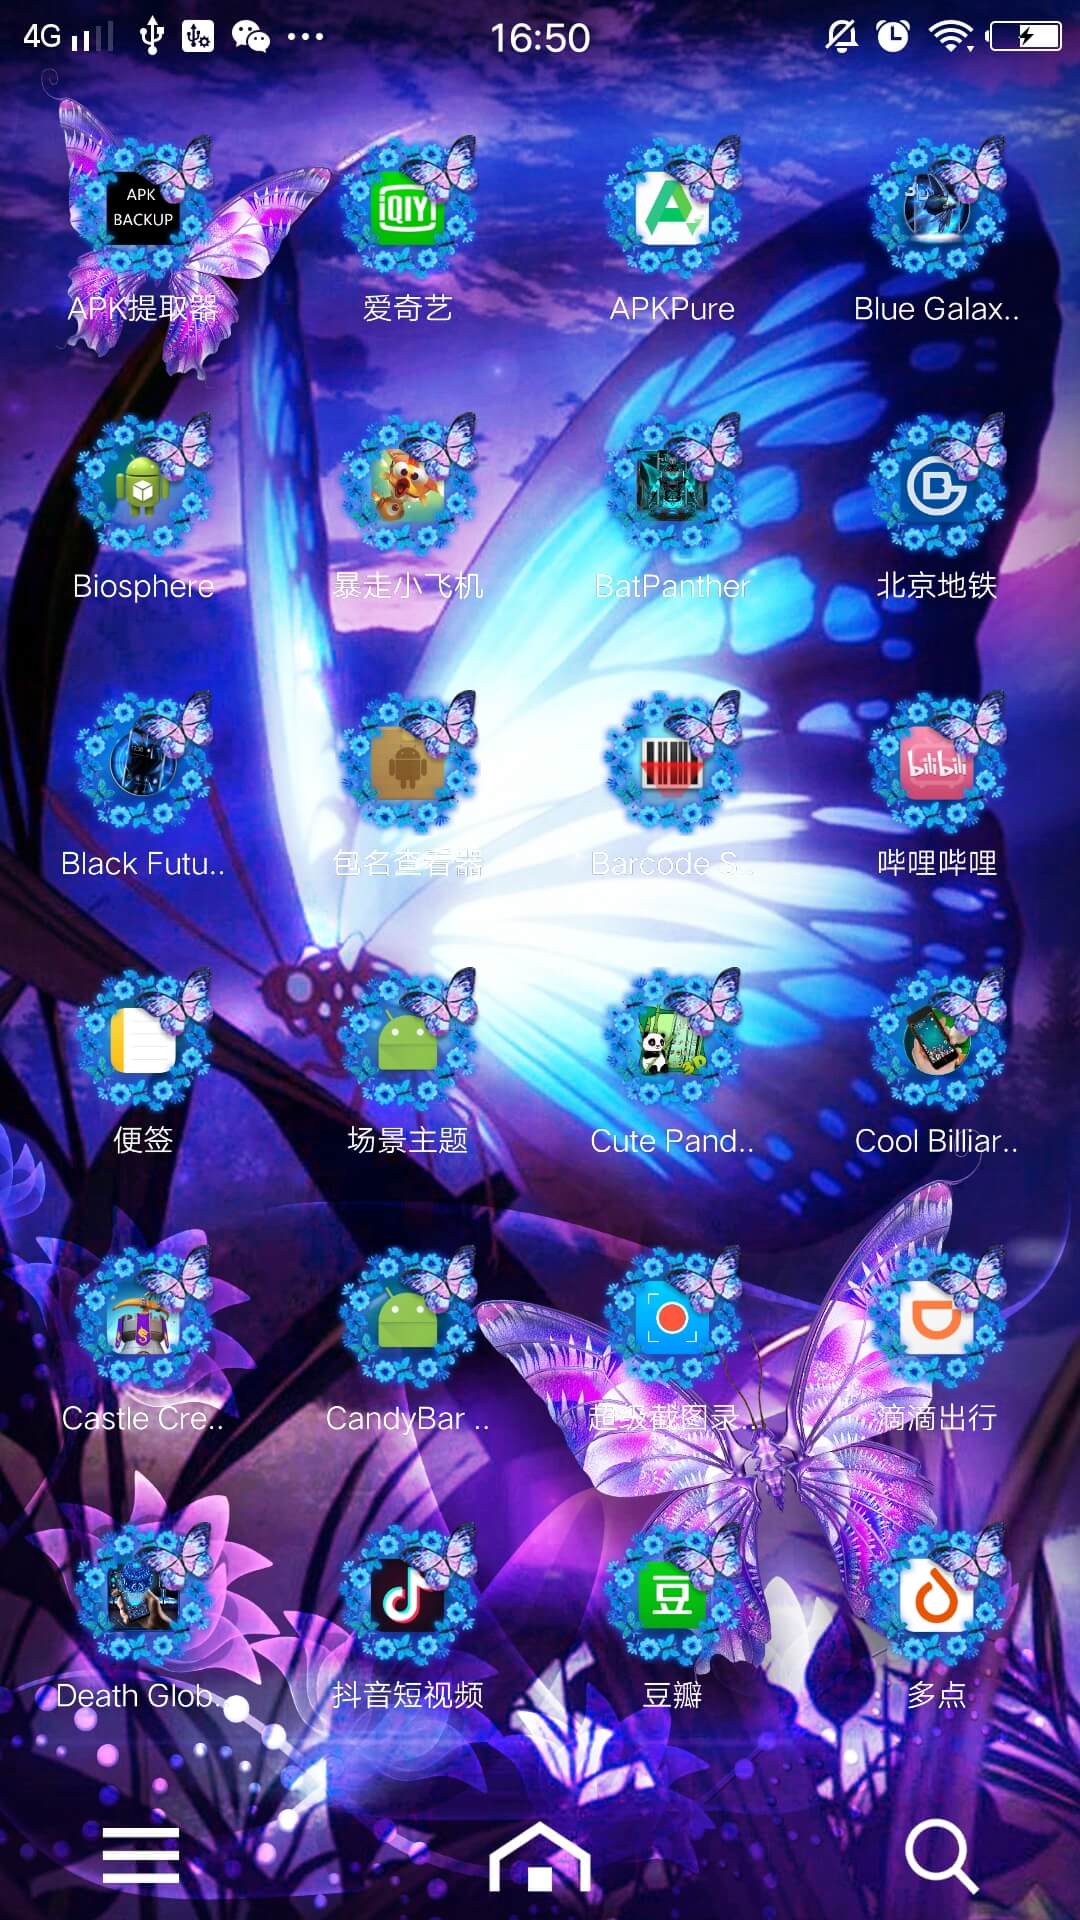 4G 16:50
APK
BACKUP
iQIYI
3D
APK提取器 爱奇艺 APKPure Blue Galax..
Biosphere 暴走小飞机 BatPanther 北京地铁
bilibili
Black Futu.. 包名查看器 Barcode S.. 哔哩哔哩
3D
便签 场景主题 Cute Pand.. Cool Billiar..
Castle Cre.. CandyBar .. 超级截图录... 滴滴出行
豆
Death Glob.. 抖音短视频 豆瓣 多点